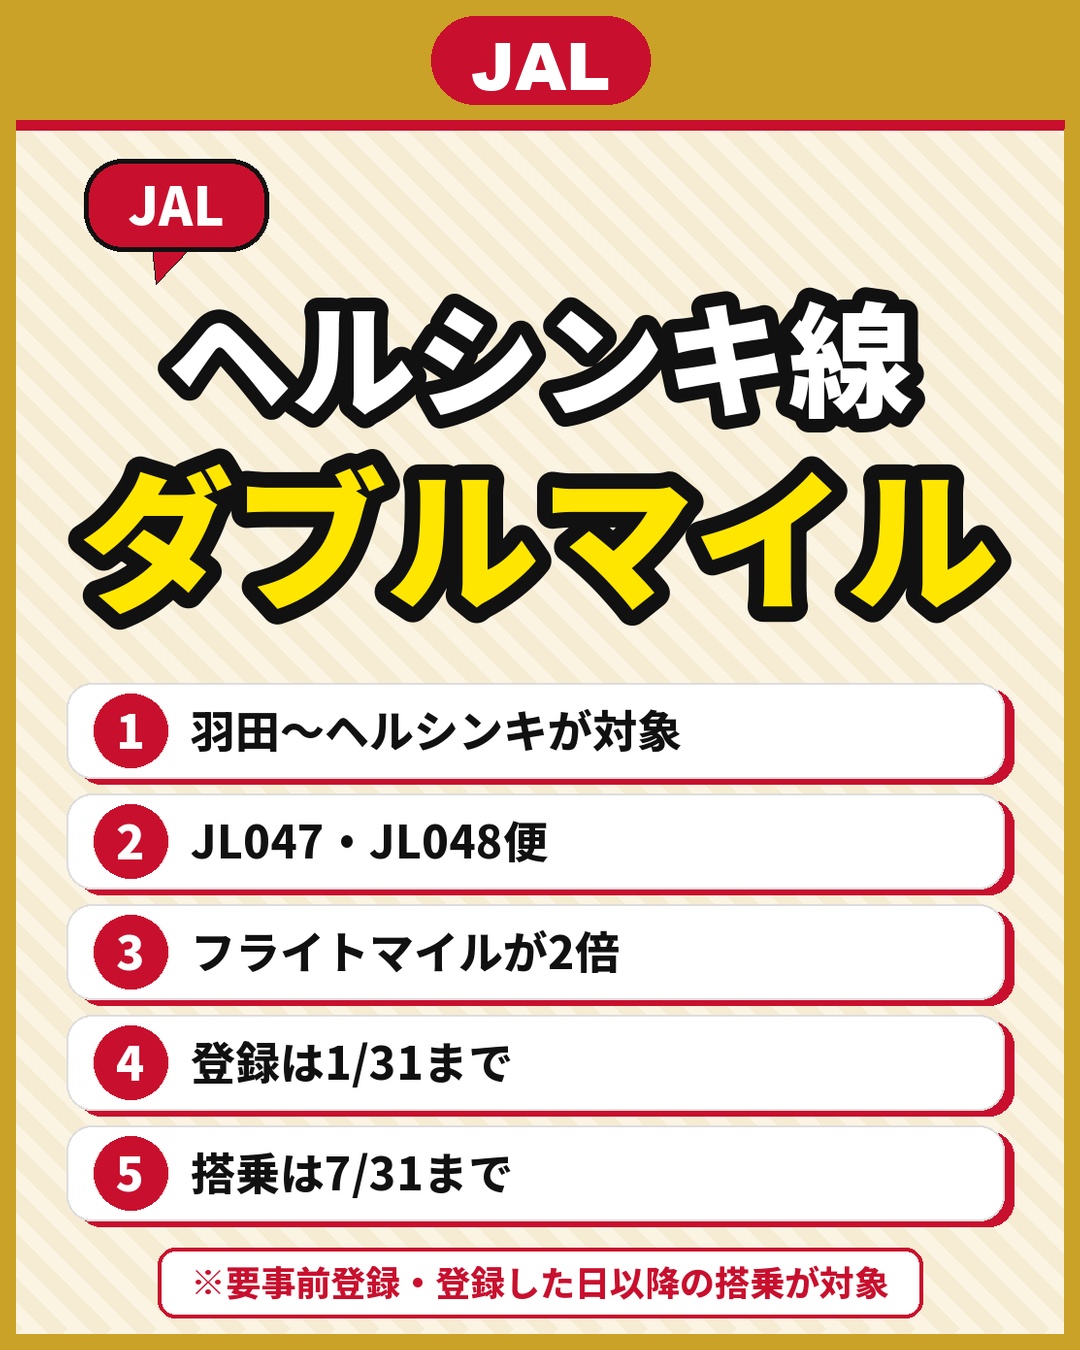 JAL
JAL
ヘルシンキ線
ダブルマイル
1 羽田〜ヘルシンキが対象
2 JL047・JL048便
3 フライトマイルが2倍
4 登録は1/31まで
5 搭乗は7/31まで
※要事前登録・登録した日以降の搭乗が対象